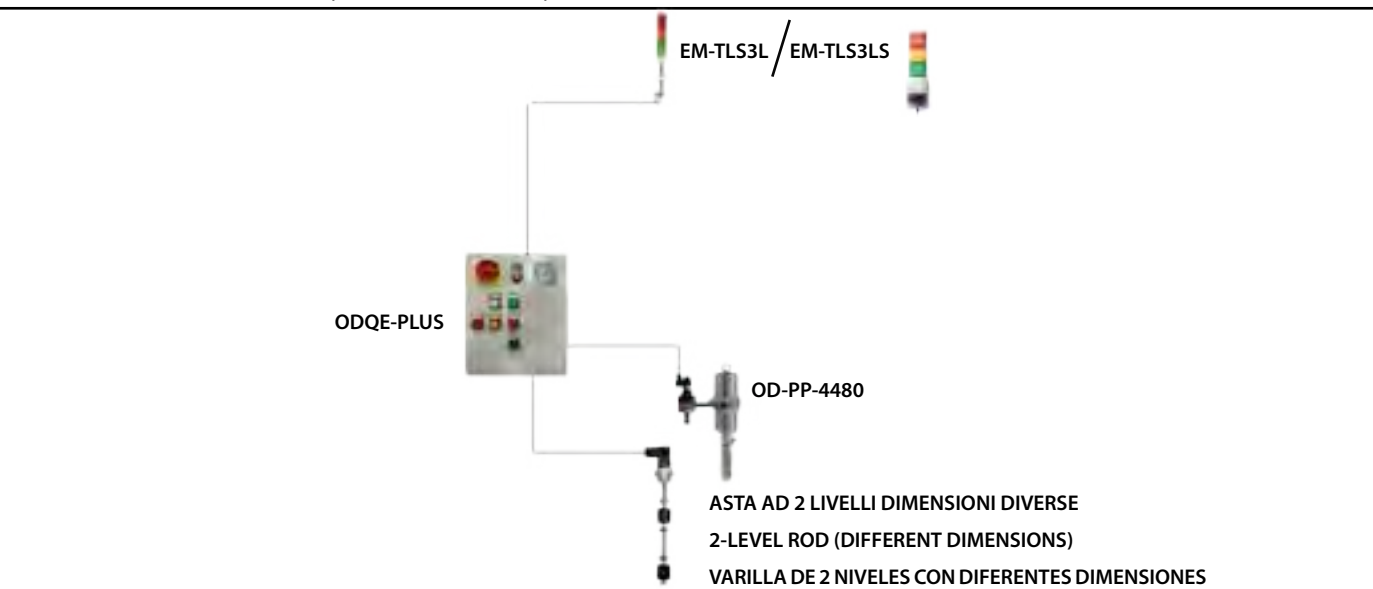 EM-TLS3L / EM-TLS3LS
ODQE-PLUS
OD-PP-4480
ASTA AD 2 LIVELLI DIMENSIONI DIVERSE
2-LEVEL ROD (DIFFERENT DIMENSIONS)
VARILLA DE 2 NIVELES CON DIFERENTES DIMENSIONES